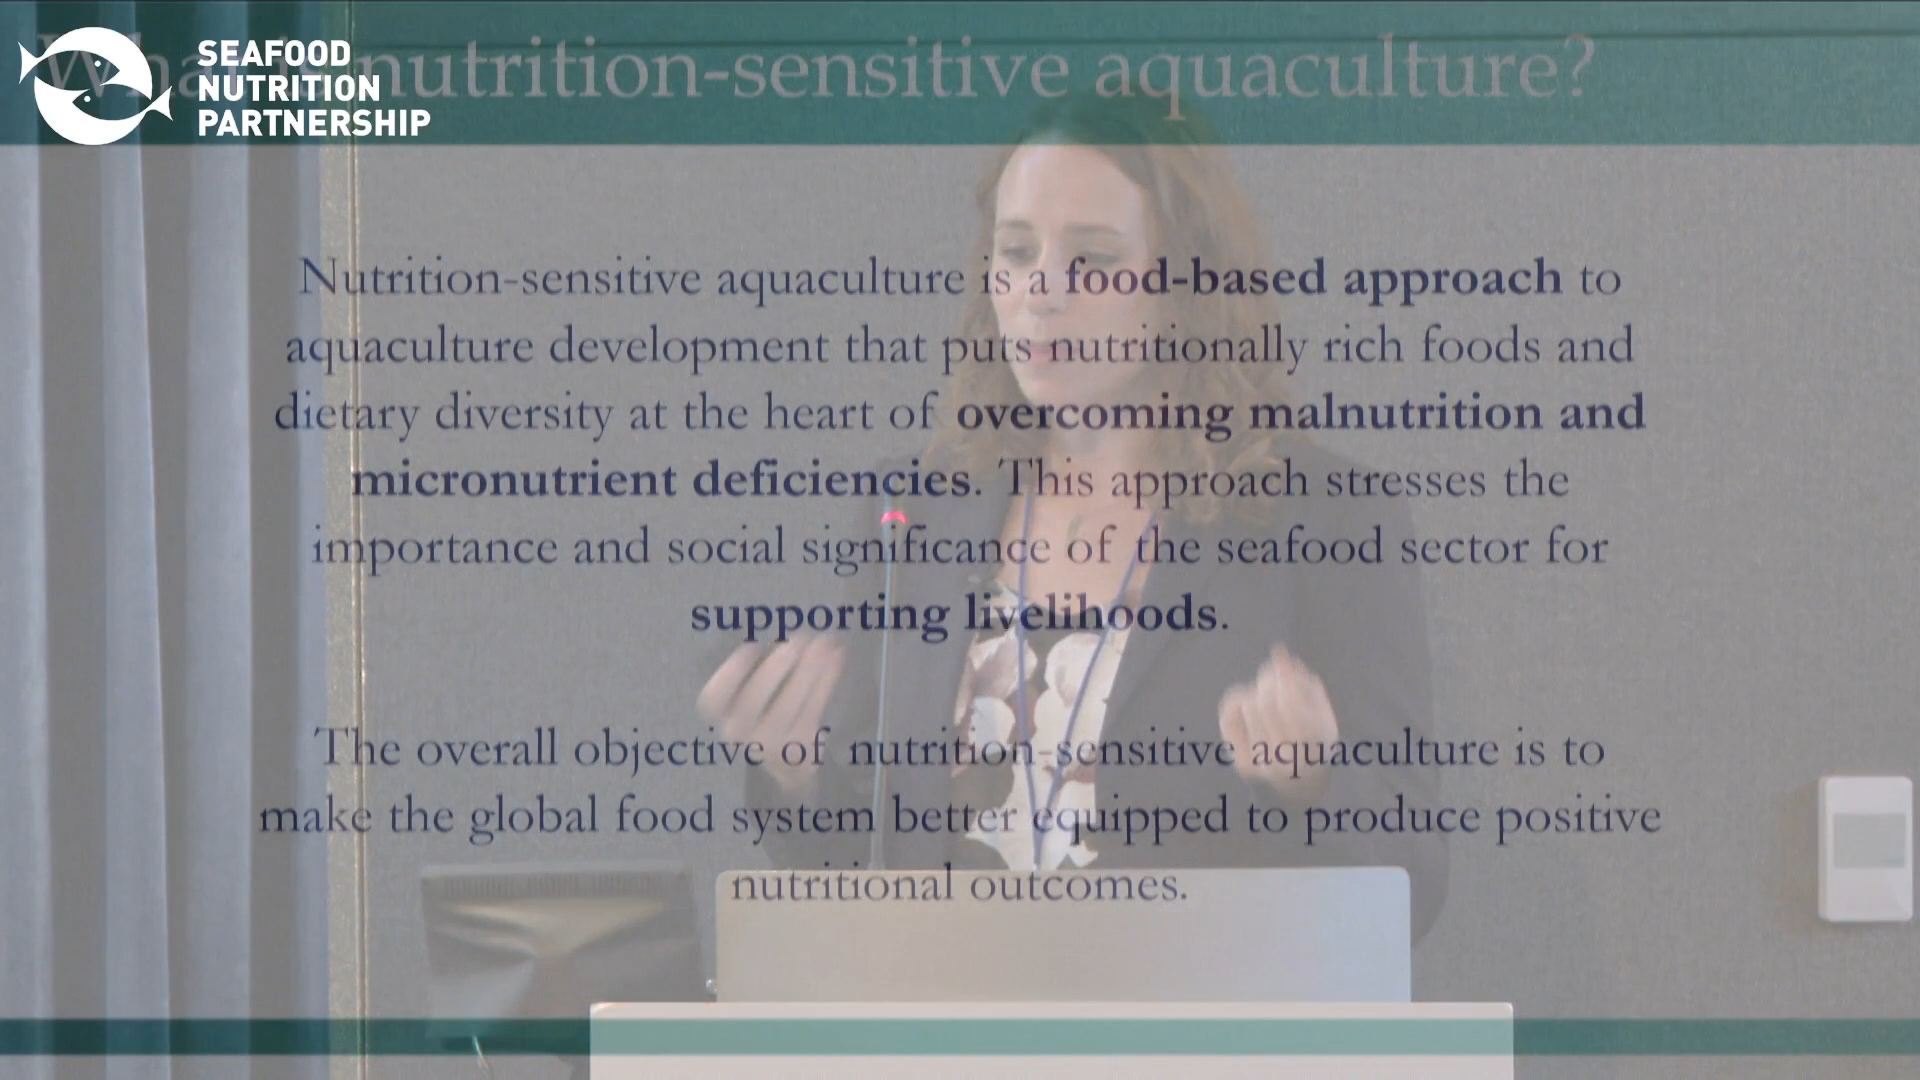 SEAFOOD
NUTRITION
PARTNERSHIP
What is nutrition-sensitive aquaculture?
Nutrition-sensitive aquaculture is a food-based approach to
aquaculture development that puts nutritionally rich foods and
dietary diversity at the heart of overcoming malnutrition and
micronutrient deficiencies. This approach stresses the
importance and social significance of the seafood sector for
supporting livelihoods.
The overall objective of nutrition-sensitive aquaculture is to
make the global food system better equipped to produce positive
nutritional outcomes.